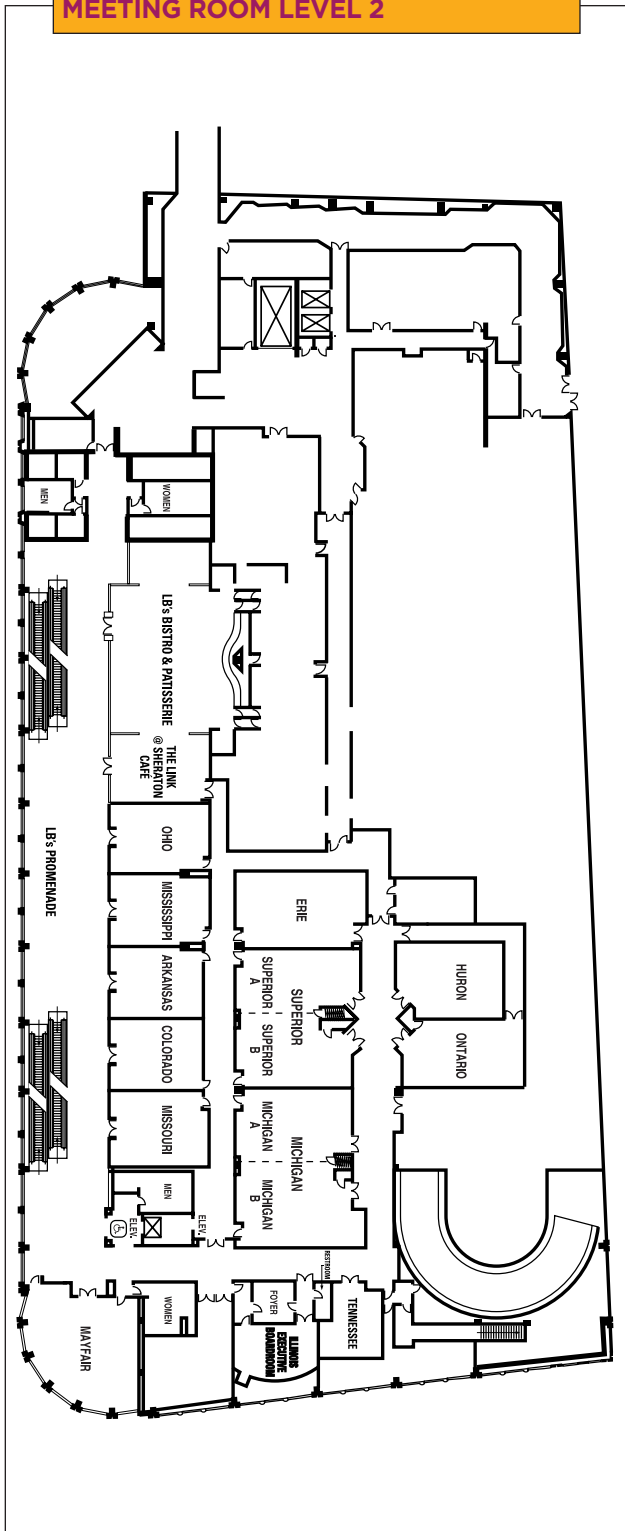 MEETING ROOM LEVEL 2
MEN
WOMEN
LB's BISTRO & PATISSERIE
THE LINK
@ SHERATON
CAFÉ
LB's PROMENADE
OHIO
MISSISSIPPI
ARKANSAS
COLORADO
MISSOURI
ERIE
SUPERIOR
SUPERIOR
A
SUPERIOR
B
HURON
ONTARIO
MICHIGAN
MICHIGAN
A
MICHIGAN
B
MEN
ELEV.
ELEV.
WOMEN
MAYFAIR
FOYER
RESTROOM
ILLINOIS
EXECUTIVE
BOARDROOM
TENNESSEE